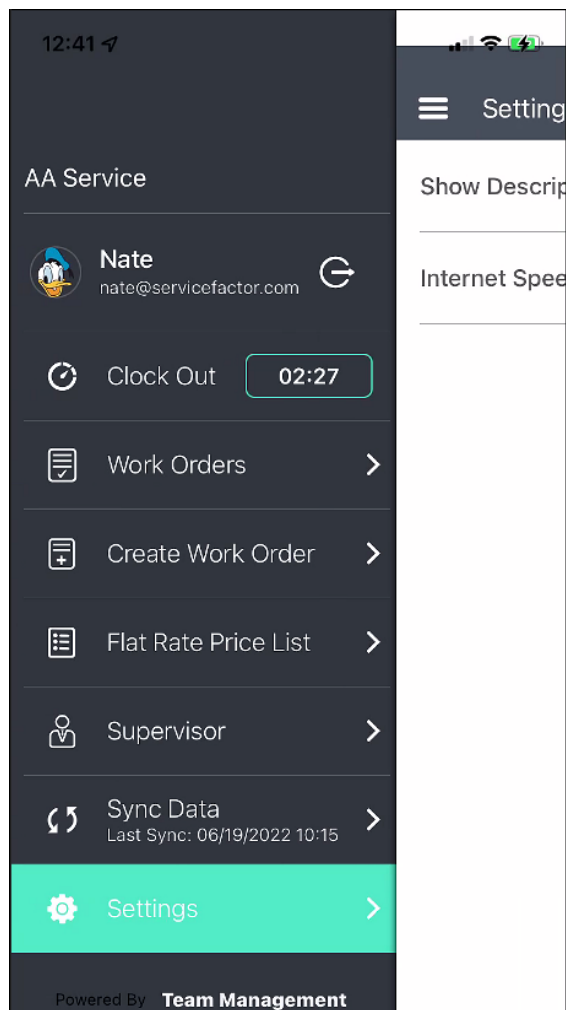 12:41
Setting
AA Service
Show Descrip
Nate
nate@servicefactor.com
Internet Spee
Clock Out
02:27
Work Orders
Create Work Order
Flat Rate Price List
Supervisor
Sync Data
Last Sync: 06/19/2022 10:15
Settings
Powered By Team Management